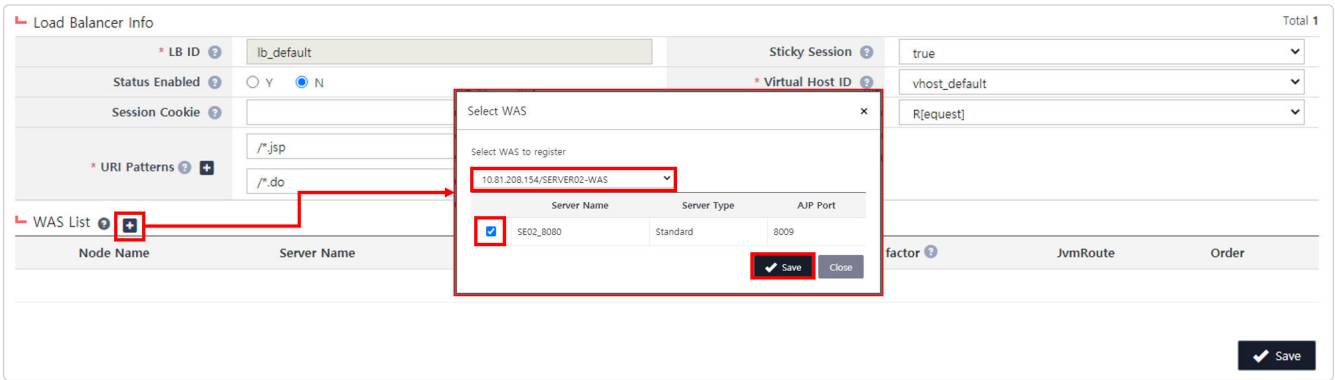 Load Balancer Info
Total 1
* LB ID ?
lb_default
Sticky Session ?
true
Status Enabled ?
Y
N
* Virtual Host ID ?
vhost_default
Session Cookie ?
R[equest]
* URI Patterns ? +
/*.jsp
/*.do
Select WAS
×
Select WAS to register
10.81.208.154/SERVER02-WAS
Server Name
Server Type
AJP Port
SE02_8080
Standard
8009
Save
Close
WAS List ? +
Node Name
Server Name
factor ?
JvmRoute
Order
Save